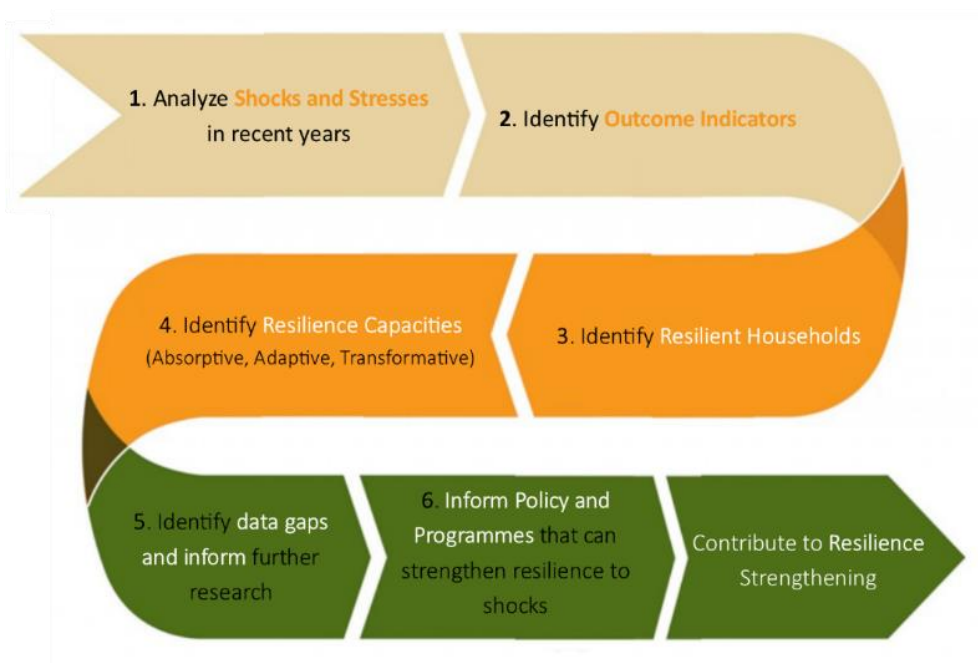 1. Analyze Shocks and Stresses
in recent years
2. Identify Outcome Indicators
3. Identify Resilient Households
4. Identify Resilience Capacities
(Absorptive, Adaptive, Transformative)
5. Identify data gaps
and inform further
research
6. Inform Policy and
Programmes that can
strengthen resilience to
shocks
Contribute to Resilience
Strengthening